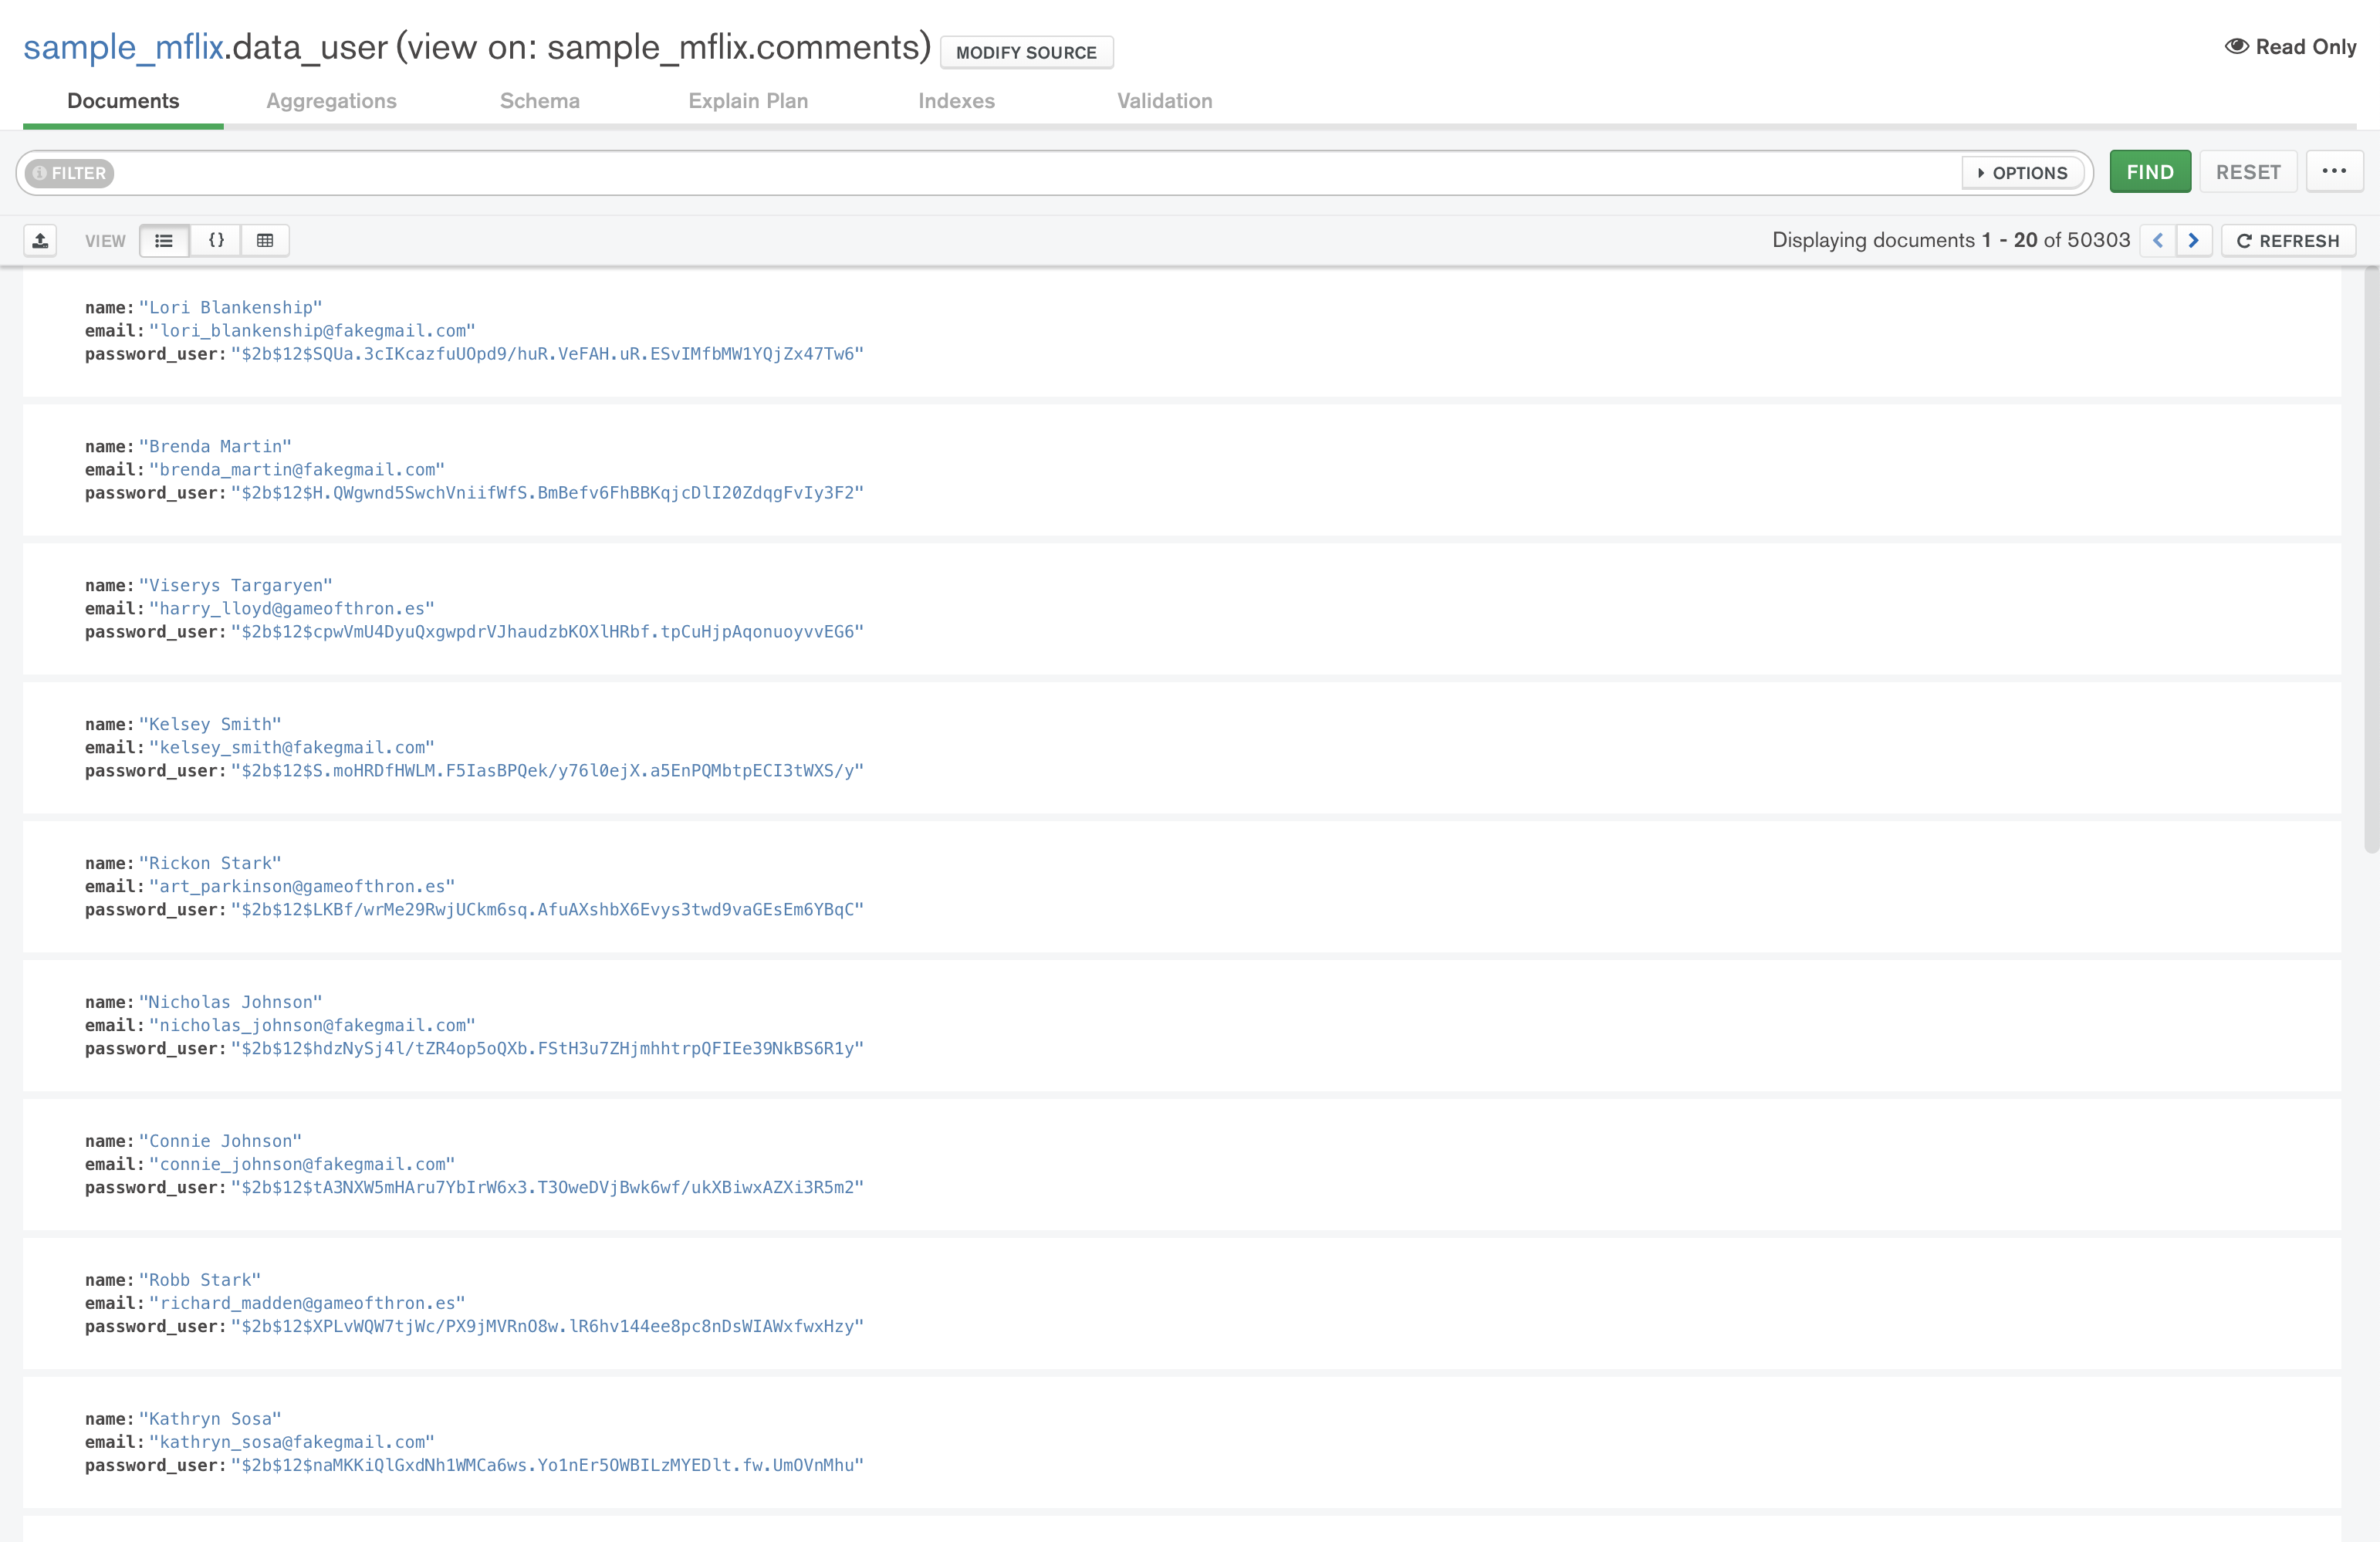 sample_mflix.data_user (view on: sample_mflix.comments) MODIFY SOURCE
Read Only
Documents Aggregations Schema Explain Plan Indexes Validation
FILTER OPTIONS FIND RESET ...
VIEW {} Displaying documents 1 - 20 of 50303 REFRESH
name: "Lori Blankenship"
email: "lori_blankenship@fakegmail.com"
password_user: "$2b$12$SQUa.3cIKcazfuUOpd9/huR.VeFAH.uR.ESvIMfbMW1YQjZx47Tw6"
name: "Brenda Martin"
email: "brenda_martin@fakegmail.com"
password_user: "$2b$12$H.QWgwnd5SwchVniifWfS.BmBefv6FhBBKqjcDlI20ZdqgFvIy3F2"
name: "Viserys Targaryen"
email: "harry_lloyd@gameofthron.es"
password_user: "$2b$12$cpwVmU4DyuQxgwpdrVJhaudzbKOXlHRbf.tpCuHjpAqonuoyvvEG6"
name: "Kelsey Smith"
email: "kelsey_smith@fakegmail.com"
password_user: "$2b$12$S.moHRDfHWLM.F5IasBPQek/y76l0ejX.a5EnPQMbtpECI3tWXS/y"
name: "Rickon Stark"
email: "art_parkinson@gameofthron.es"
password_user: "$2b$12$LKBf/wrMe29RwjUCkm6sq.AfuAXshbX6Evys3twd9vaGEsEm6YBqC"
name: "Nicholas Johnson"
email: "nicholas_johnson@fakegmail.com"
password_user: "$2b$12$hdzNySj4l/tZR4op5oQXb.FStH3u7ZHjmhhtrpQFIEe39NkBS6R1y"
name: "Connie Johnson"
email: "connie_johnson@fakegmail.com"
password_user: "$2b$12$tA3NXW5mHAru7YbIrW6x3.T3OweDVjBwk6wf/ukXBiwxAZXi3R5m2"
name: "Robb Stark"
email: "richard_madden@gameofthron.es"
password_user: "$2b$12$XPLvWQW7tjWc/PX9jMVRnO8w.lR6hv144ee8pc8nDsWIAWxfwxHzy"
name: "Kathryn Sosa"
email: "kathryn_sosa@fakegmail.com"
password_user: "$2b$12$naMKKiQlGxdNh1WMCa6ws.Yo1nEr5OWBILzMYEDlt.fw.UmOVnMhu"